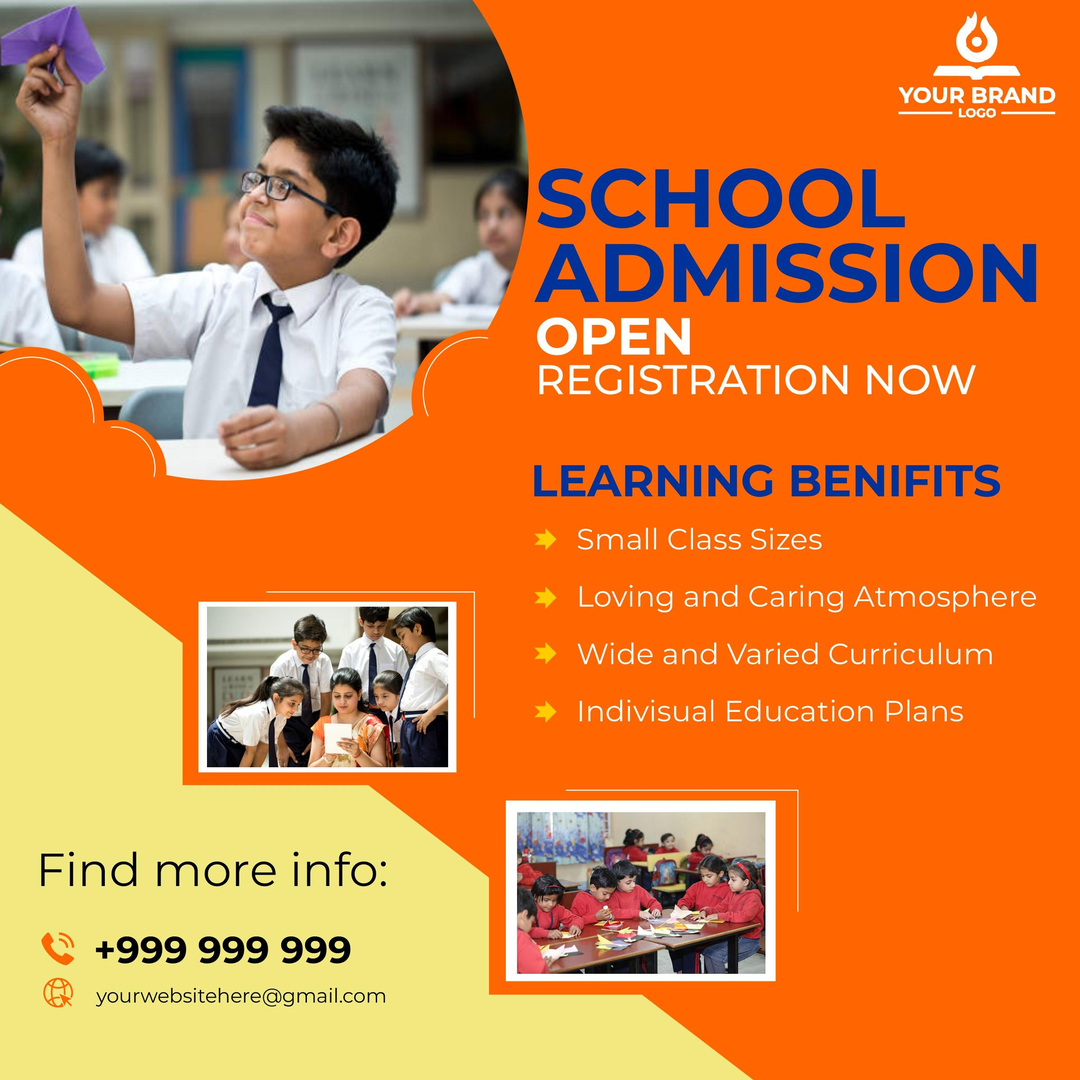 YOUR BRAND
LOGO
SCHOOL
ADMISSION
OPEN
REGISTRATION NOW
LEARNING BENIFITS
Small Class Sizes
Loving and Caring Atmosphere
Wide and Varied Curriculum
Indivisual Education Plans
Find more info:
+999 999 999
yourwebsitehere@gmail.com